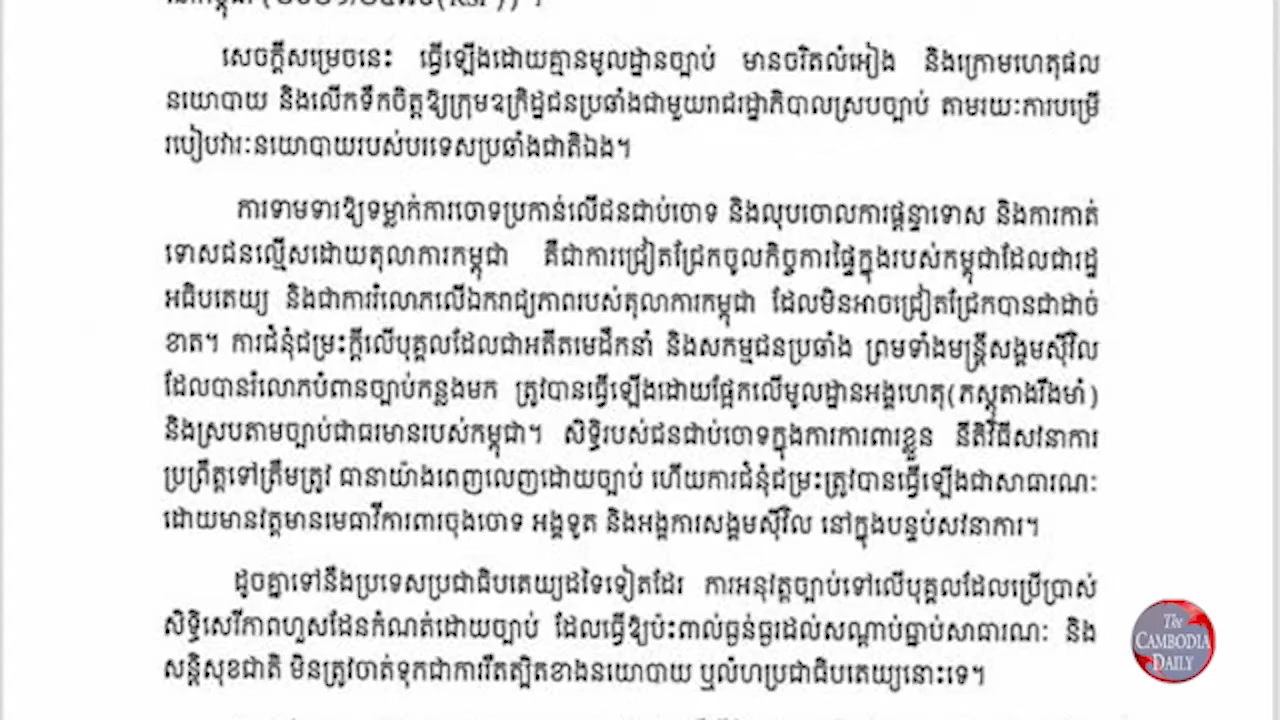 សេចក្តីសម្រេចនេះ ធ្វើឡើងដោយគ្មានមូលដ្ឋានច្បាប់ មានចរិតលំអៀង និងក្រោមហេតុផល
នយោបាយ និងលើកទឹកចិត្តឱ្យក្រុមឧក្រិដ្ឋជនប្រឆាំងជាមួយរាជរដ្ឋាភិបាលស្របច្បាប់ តាមរយៈការបម្រើ
របៀបវារៈនយោបាយរបស់បរទេសប្រឆាំងជាតិឯង។
ការទាមទារឱ្យទម្លាក់ការចោទប្រកាន់លើជនជាប់ចោទ និងលុបចោលការផ្តន្ទាទោស និងការកាត់
ទោសជនល្មើសដោយតុលាការកម្ពុជា គឺជាការជ្រៀតជ្រែកចូលកិច្ចការផ្ទៃក្នុងរបស់កម្ពុជាដែលជារដ្ឋ
អធិបតេយ្យ និងជាការរំលោភលើឯករាជ្យភាពរបស់តុលាការកម្ពុជា ដែលមិនអាចជ្រៀតជ្រែកបានជាដាច់
ខាត។ ការជំនុំជម្រះក្តីលើបុគ្គលដែលជាអតីតមេដឹកនាំ និងសកម្មជនប្រឆាំង ព្រមទាំងមន្ត្រីសង្គមស៊ីវិល
ដែលបានរំលោភបំពានច្បាប់កន្លងមក ត្រូវបានធ្វើឡើងដោយផ្អែកលើមូលដ្ឋានអង្គហេតុ(ភស្តុតាងរឹងមាំ)
និងស្របតាមច្បាប់ជាធរមានរបស់កម្ពុជា។ សិទ្ធិរបស់ជនជាប់ចោទក្នុងការការពារខ្លួន នីតិវិធីសវនាការ
ប្រព្រឹត្តទៅត្រឹមត្រូវ ធានាយ៉ាងពេញលេញដោយច្បាប់ ហើយការជំនុំជម្រះត្រូវបានធ្វើឡើងជាសាធារណៈ
ដោយមានវត្តមានមេធាវីការពារចុងចោទ អង្គទូត និងអង្គការសង្គមស៊ីវិល នៅក្នុងបន្ទប់សវនាការ។
ដូចគ្នាទៅនឹងប្រទេសប្រជាធិបតេយ្យដទៃទៀតដែរ ការអនុវត្តច្បាប់ទៅលើបុគ្គលដែលប្រើប្រាស់
សិទ្ធិសេរីភាពហួសដែនកំណត់ដោយច្បាប់ ដែលធ្វើឱ្យប៉ះពាល់ធ្ងន់ធ្ងរដល់សណ្តាប់ធ្នាប់សាធារណៈ និង
សន្តិសុខជាតិ មិនត្រូវចាត់ទុកជាការរឹតត្បិតខាងនយោបាយ ឬលំហប្រជាធិបតេយ្យនោះទេ។
The
CAMBODIA
DAILY